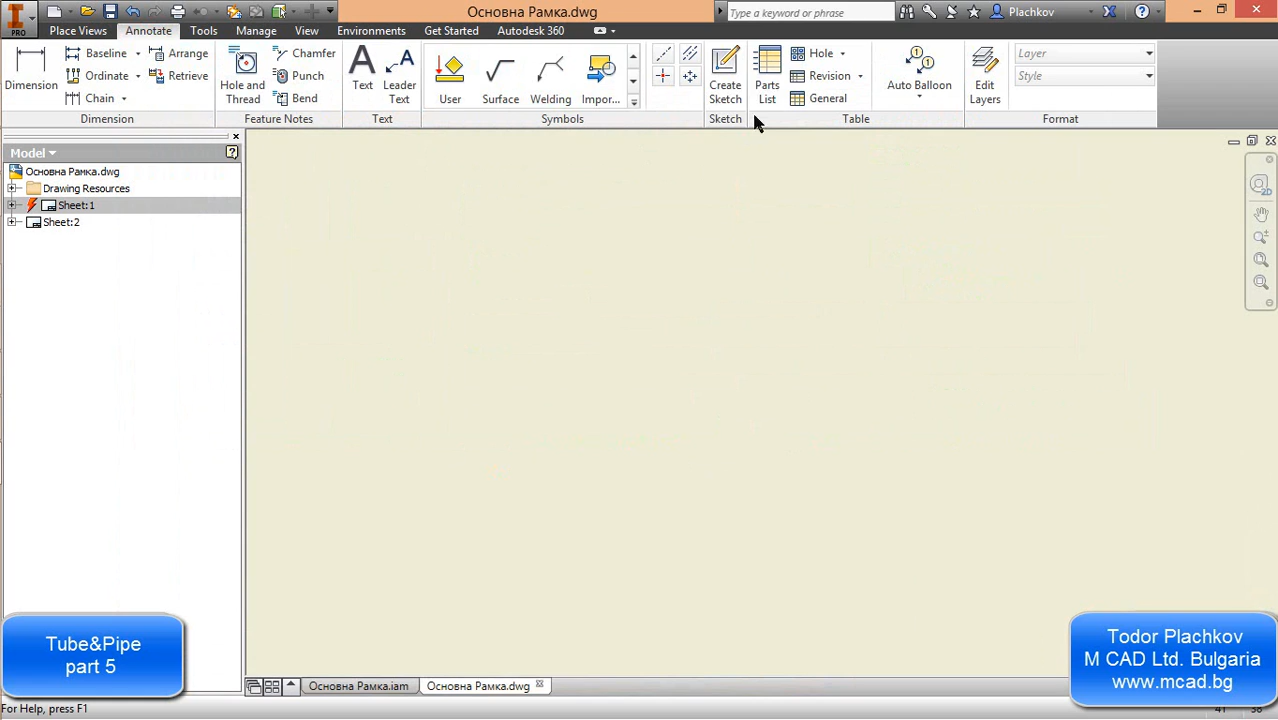 Основна Рамка.dwg
Type a keyword or phrase
Plachkov
PRO
Place Views
Annotate
Tools
Manage
View
Environments
Get Started
Autodesk 360
Dimension
Baseline
Ordinate
Chain
Arrange
Retrieve
Dimension
Hole and
Thread
Chamfer
Punch
Bend
Feature Notes
Text
Leader
Text
Text
User
Surface
Welding
Impor...
Symbols
Create
Sketch
Sketch
Parts
List
Hole
Revision
General
Table
Auto Balloon
Edit
Layers
Layer
Style
Format
Model
Основна Рамка.dwg
Drawing Resources
Sheet:1
Sheet:2
2D
Tube&Pipe
part 5
Todor Plachkov
M CAD Ltd. Bulgaria
www.mcad.bg
Основна Рамка.iam
Основна Рамка.dwg
For Help, press F1